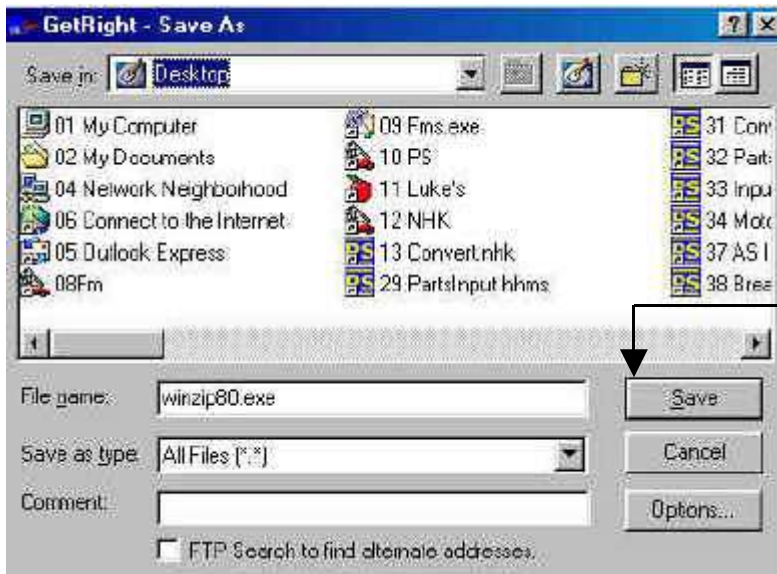 GetRight - Save As
Save in: Desktop
01 My Computer
02 My Documents
04 Network Neighborhood
06 Connect to the Internet
05 Outlook Express
08Fm
09 Fms.exe
10 PS
11 Luke's
12 NHK
13 Convert.nhk
29 PartsInput.hhms
31 Con
32 Part
33 Inpu
34 Moto
37 AS I
38 Brea
File name: winzip80.exe
Save
Save as type: All Files (*.*)
Cancel
Comment:
Options...
FTP Search to find alternate addresses.